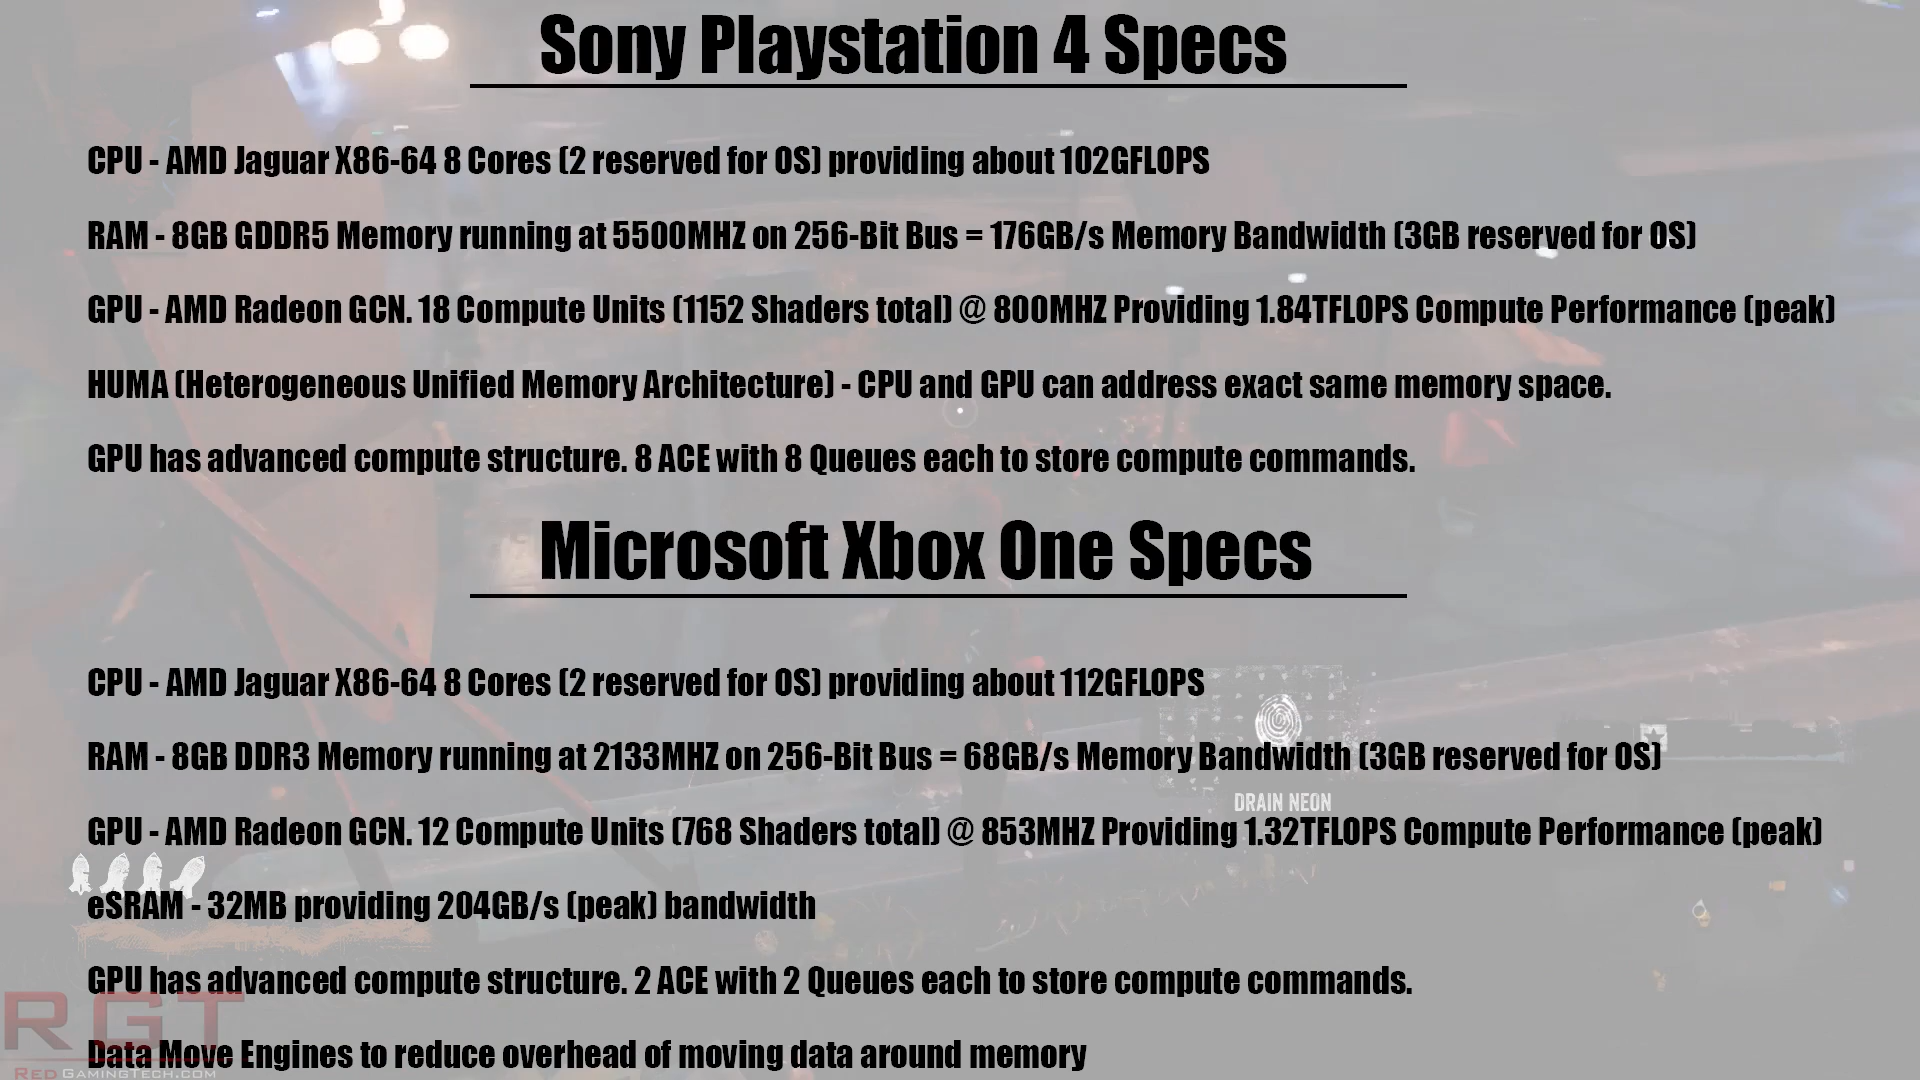 Sony Playstation 4 Specs
CPU - AMD Jaguar X86-64 8 Cores (2 reserved for OS) providing about 102GFLOPS
RAM - 8GB GDDR5 Memory running at 5500MHZ on 256-Bit Bus = 176GB/s Memory Bandwidth (3GB reserved for OS)
GPU - AMD Radeon GCN. 18 Compute Units (1152 Shaders total) @ 800MHZ Providing 1.84TFLOPS Compute Performance (peak)
HUMA (Heterogeneous Unified Memory Architecture) - CPU and GPU can address exact same memory space.
GPU has advanced compute structure. 8 ACE with 8 Queues each to store compute commands.
Microsoft Xbox One Specs
CPU - AMD Jaguar X86-64 8 Cores (2 reserved for OS) providing about 112GFLOPS
RAM - 8GB DDR3 Memory running at 2133MHZ on 256-Bit Bus = 68GB/s Memory Bandwidth (3GB reserved for OS)
DRAIN NEON
GPU - AMD Radeon GCN. 12 Compute Units (768 Shaders total) @ 853MHZ Providing 1.32TFLOPS Compute Performance (peak)
eSRAM - 32MB providing 204GB/s (peak) bandwidth
GPU has advanced compute structure. 2 ACE with 2 Queues each to store compute commands.
RGT
Data Move Engines to reduce overhead of moving data around memory
RedGamingTech.com